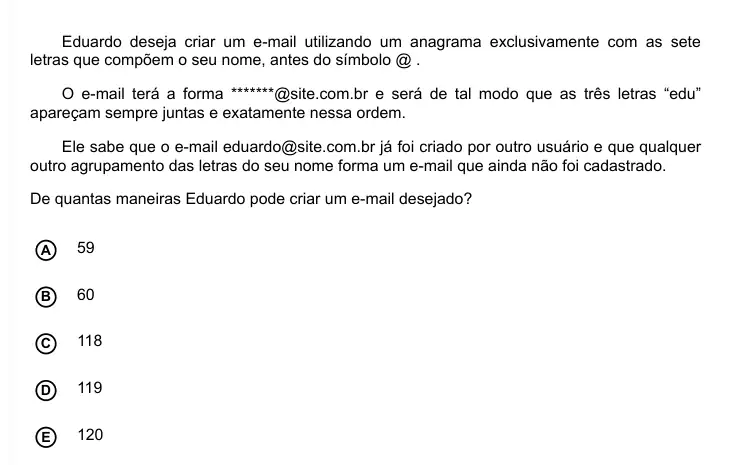 Eduardo deseja criar um e-mail utilizando um anagrama exclusivamente com as sete
letras que compõem o seu nome, antes do símbolo @ .
O e-mail terá a forma *******@site.com.br e será de tal modo que as três letras “edu”
apareçam sempre juntas e exatamente nessa ordem.
Ele sabe que o e-mail eduardo@site.com.br já foi criado por outro usuário e que qualquer
outro agrupamento das letras do seu nome forma um e-mail que ainda não foi cadastrado.
De quantas maneiras Eduardo pode criar um e-mail desejado?
A 59
B 60
C 118
D 119
E 120